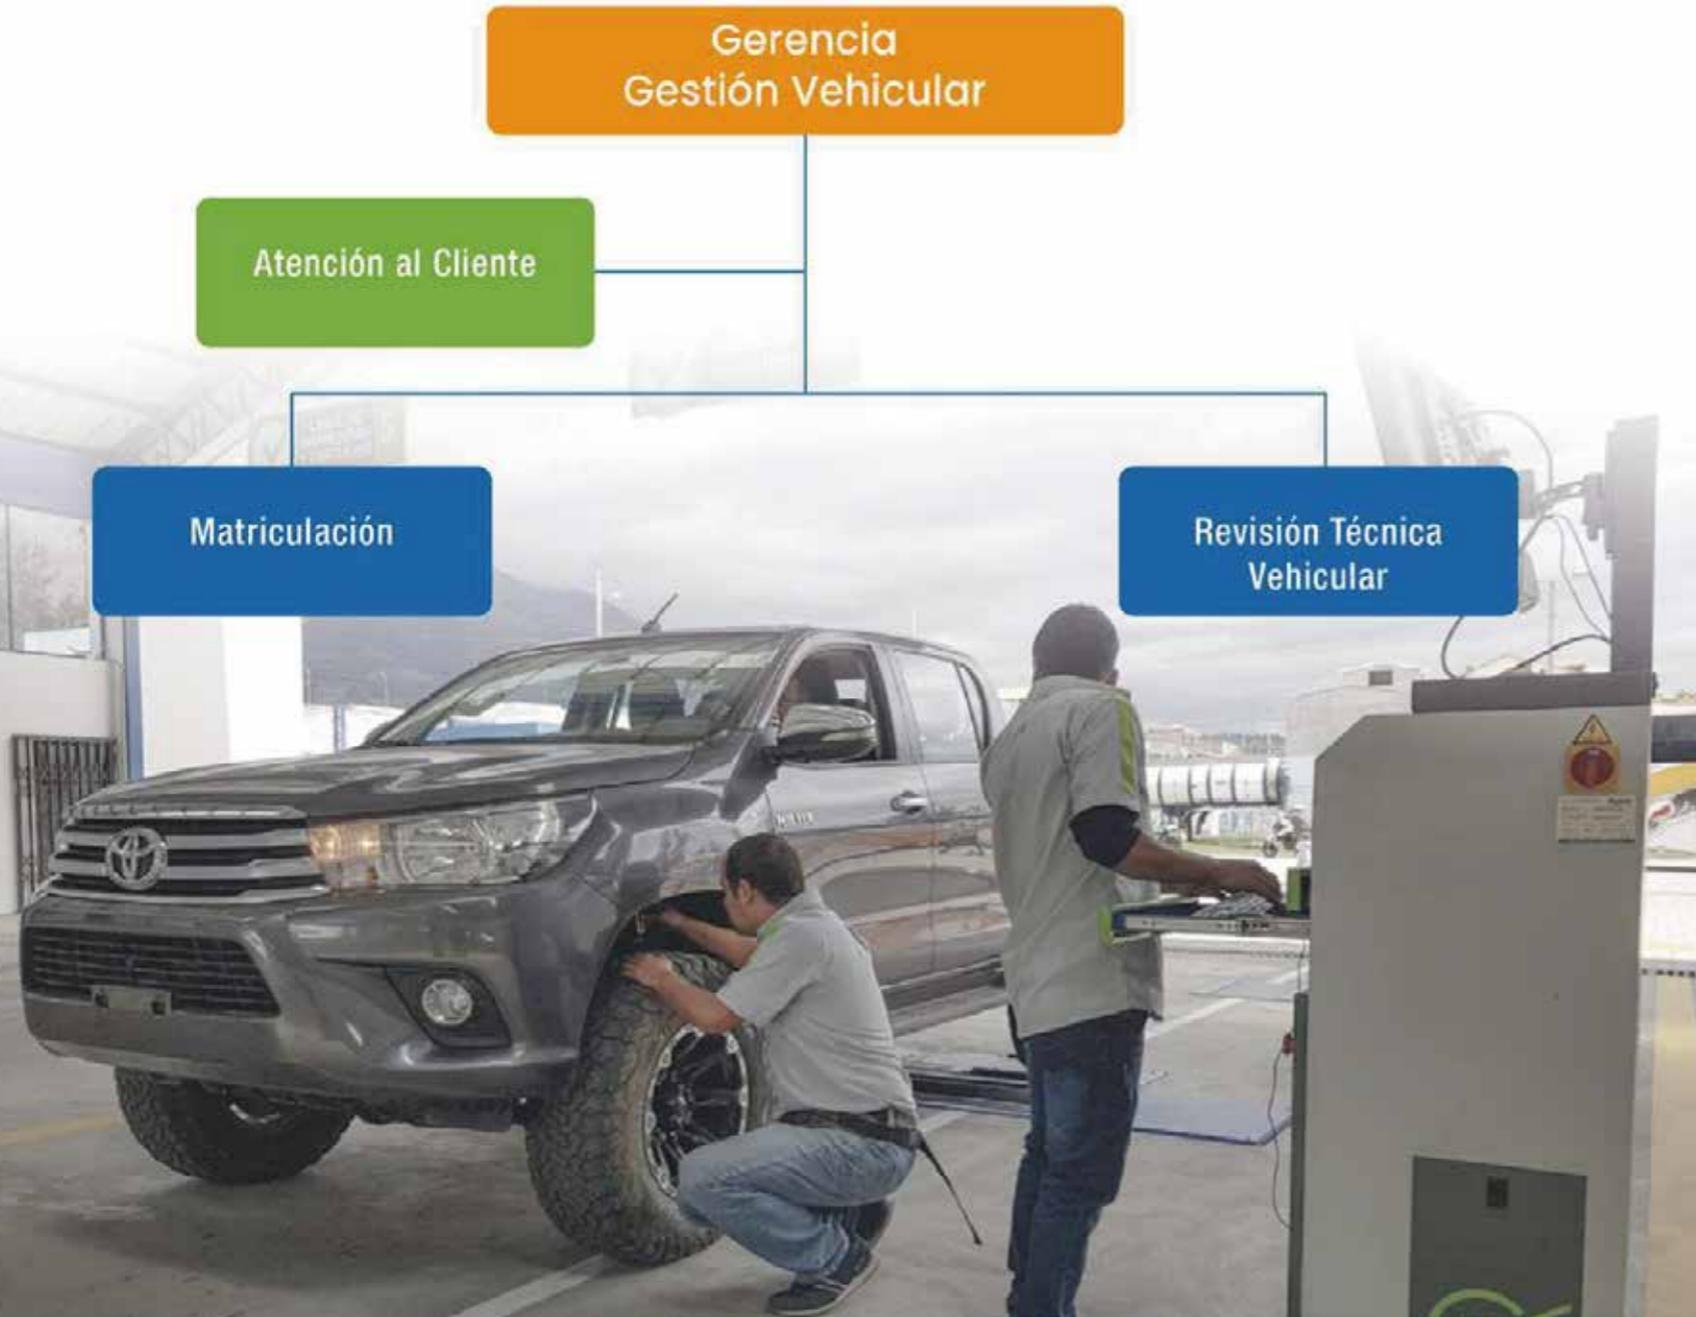 Gerencia
Gestión Vehicular
Atención al Cliente
Matriculación
Revisión Técnica
Vehicular